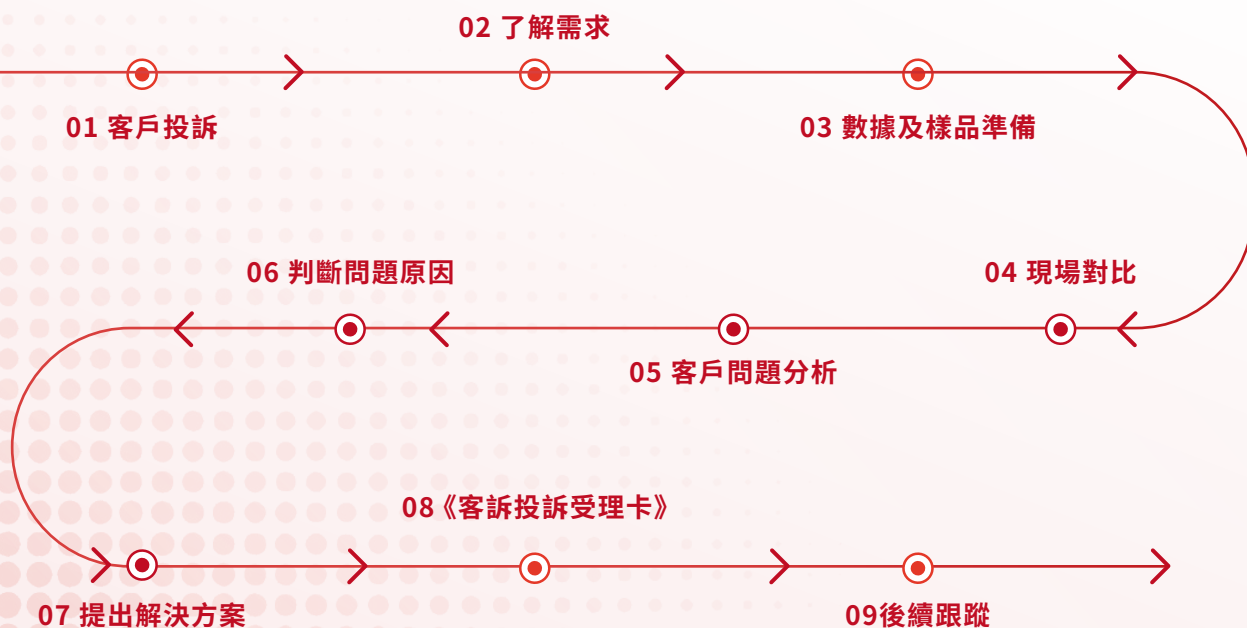 01 客戶投訴
02 了解需求
03 數據及樣品準備
04 現場對比
05 客戶問題分析
06 判斷問題原因
07 提出解決方案
08《客訴投訴受理卡》
09後續跟蹤